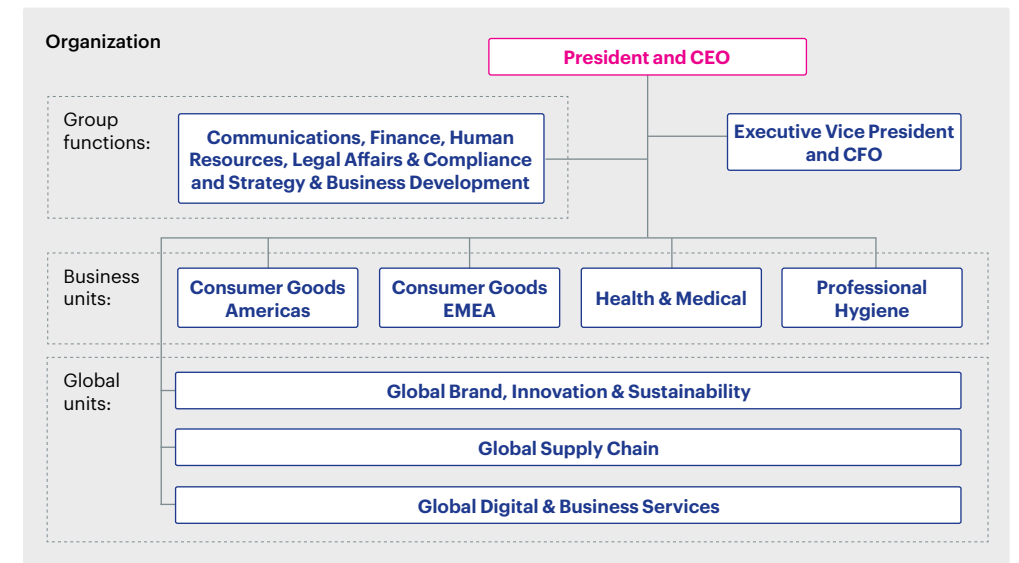 Organization
President and CEO
Group
functions:
Communications, Finance, Human
Resources, Legal Affairs & Compliance
and Strategy & Business Development
Executive Vice President
and CFO
Business
units:
Consumer Goods
Americas
Consumer Goods
EMEA
Health & Medical
Professional
Hygiene
Global
units:
Global Brand, Innovation & Sustainability
Global Supply Chain
Global Digital & Business Services